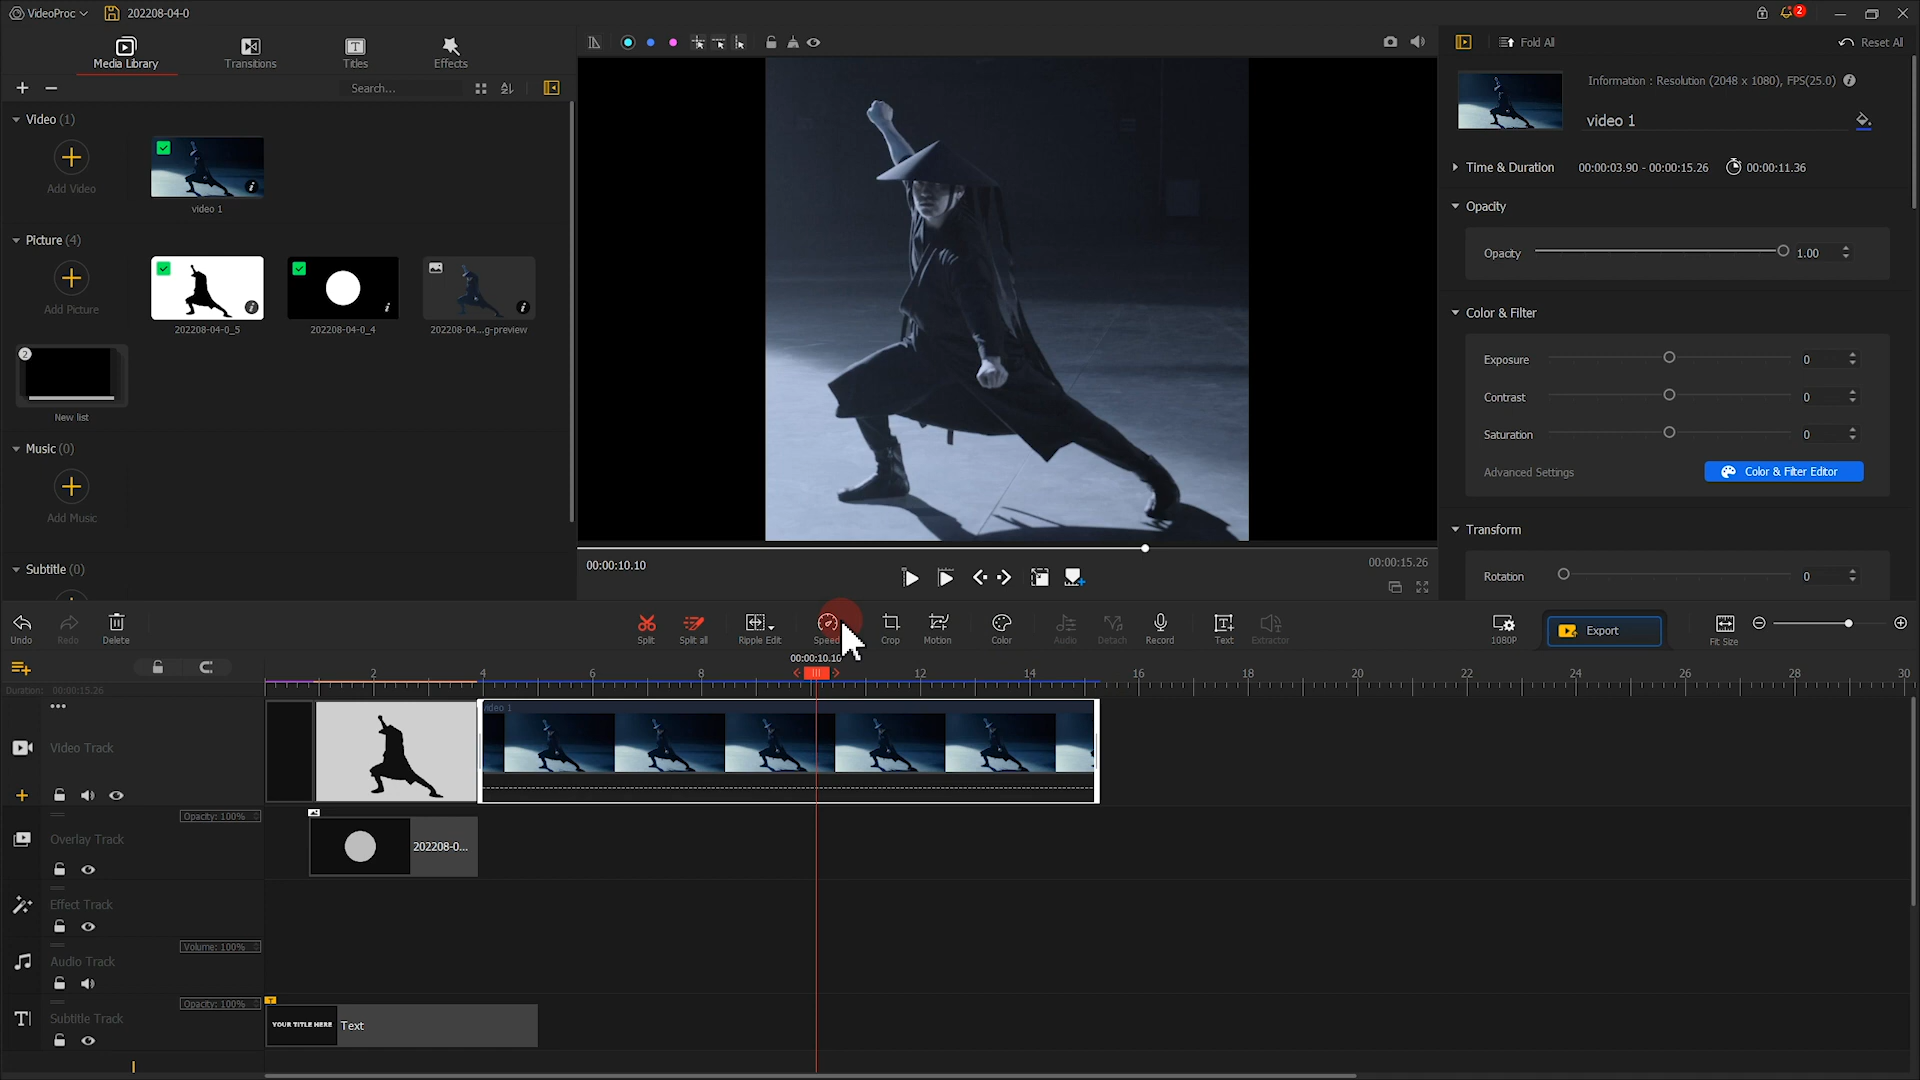 VideoProc
202208-04-0
2
Media Library
Transitions
Titles
Effects
Search...
Video (1)
Add Video
video 1
Picture (4)
Add Picture
202208-04-0_5
202208-04-0_4
202208-04...g-preview
2
New list
Music (0)
Add Music
Subtitle (0)
00:00:10.10
00:00:15.26
Fold All
Reset All
Information : Resolution (2048 x 1080), FPS(25.0)
video 1
Time & Duration
00:00:03.90 - 00:00:15.26
00:00:11.36
Opacity
Opacity
1.00
Color & Filter
Exposure
0
Contrast
0
Saturation
0
Advanced Settings
Color & Filter Editor
Transform
Rotation
0
Undo
Redo
Delete
Split
Split all
Ripple Edit
Speed
Crop
Motion
Color
Audio
Detach
Record
Text
Extractor
1080P
Export
Fit Size
00:00:10.10
2 4 6 8 12 14 16 18 20 22 24 26 28 30
Duration: 00:00:15.26
video 1
Video Track
Opacity: 100%
Overlay Track
202208-0...
Effect Track
Volume: 100%
Audio Track
Opacity: 100%
Subtitle Track
YOUR TITLE HERE
Text